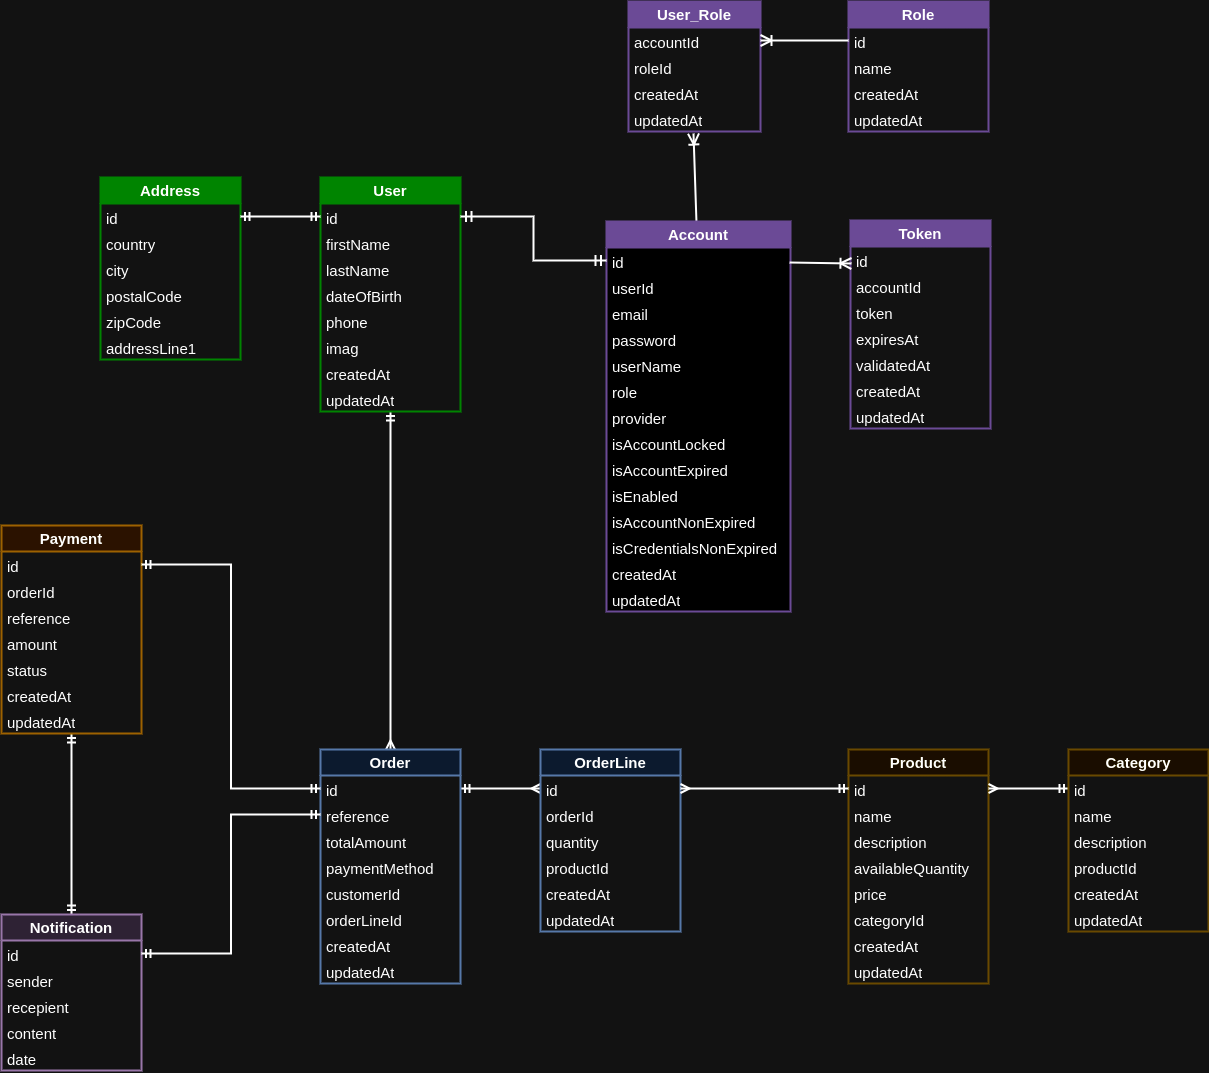 User_Role
accountId
roleId
createdAt
updatedAt
Role
id
name
createdAt
updatedAt
Address
id
country
city
postalCode
zipCode
addressLine1
User
id
firstName
lastName
dateOfBirth
phone
imag
createdAt
updatedAt
Account
id
userId
email
password
userName
role
provider
isAccountLocked
isAccountExpired
isEnabled
isAccountNonExpired
isCredentialsNonExpired
createdAt
updatedAt
Token
id
accountId
token
expiresAt
validatedAt
createdAt
updatedAt
Payment
id
orderId
reference
amount
status
createdAt
updatedAt
Order
id
reference
totalAmount
paymentMethod
customerId
orderLineId
createdAt
updatedAt
OrderLine
id
orderId
quantity
productId
createdAt
updatedAt
Product
id
name
description
availableQuantity
price
categoryId
createdAt
updatedAt
Category
id
name
description
productId
createdAt
updatedAt
Notification
id
sender
recepient
content
date